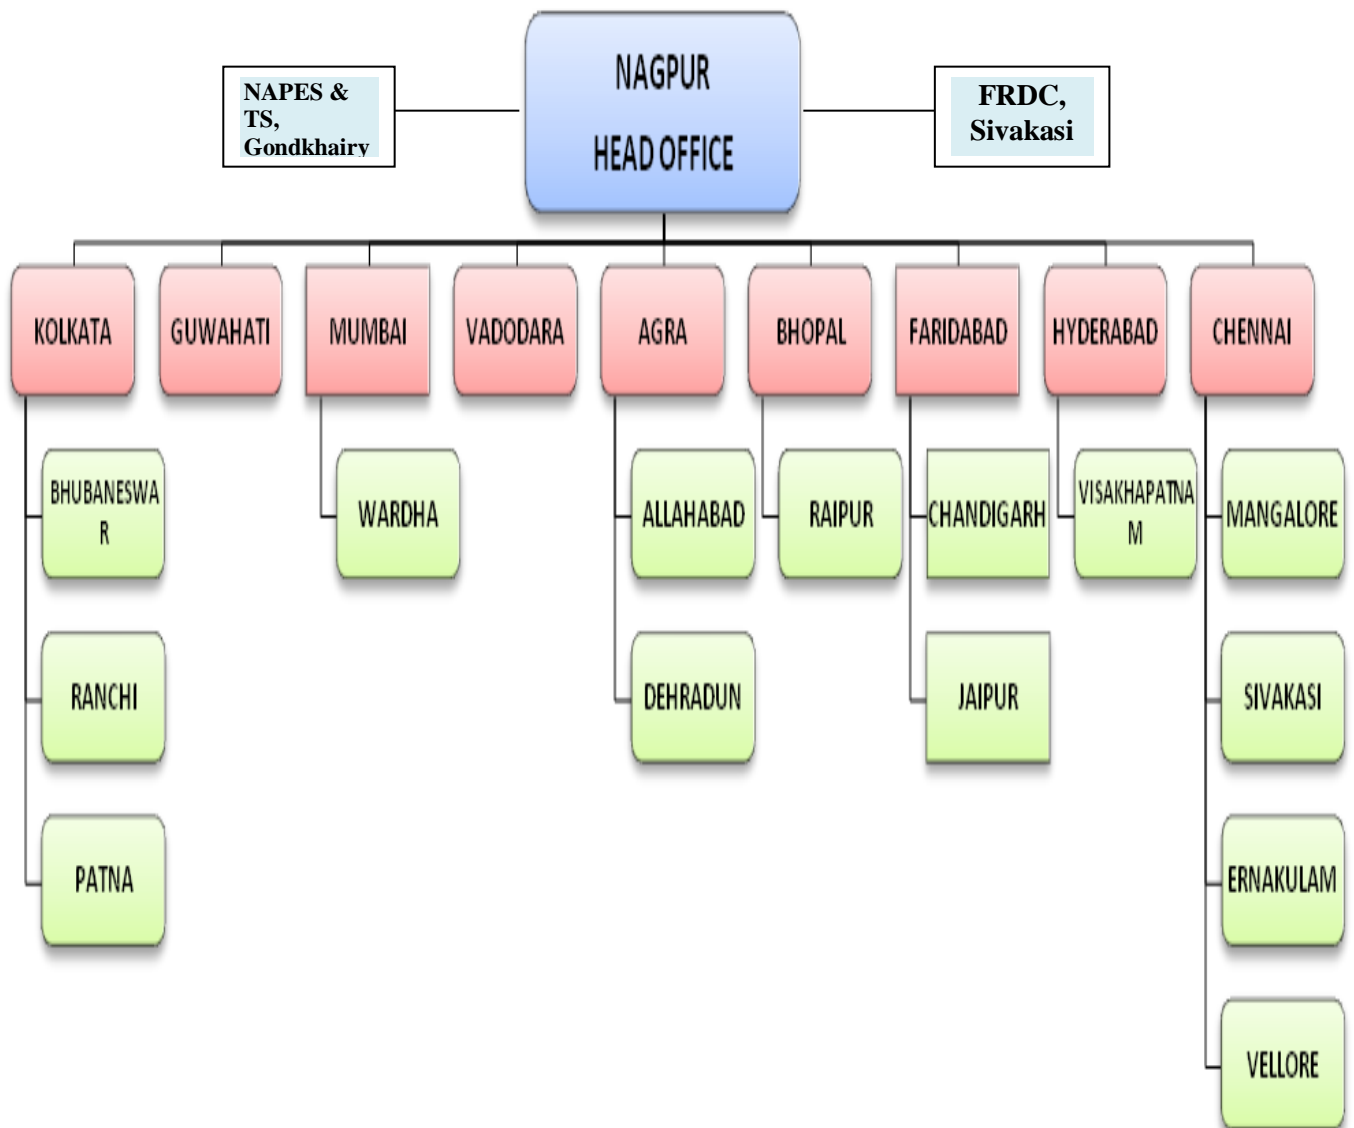 NAGPUR
HEAD OFFICE
NAPES &
TS,
Gondkhairy
FRDC,
Sivakasi
KOLKATA
GUWAHATI
MUMBAI
VADODARA
AGRA
BHOPAL
FARIDABAD
HYDERABAD
CHENNAI
BHUBANESWA
R
WARDHA
ALLAHABAD
RAIPUR
CHANDIGARH
VISAKHAPATNA
M
MANGALORE
RANCHI
DEHRADUN
JAIPUR
SIVAKASI
PATNA
ERNAKULAM
VELLORE